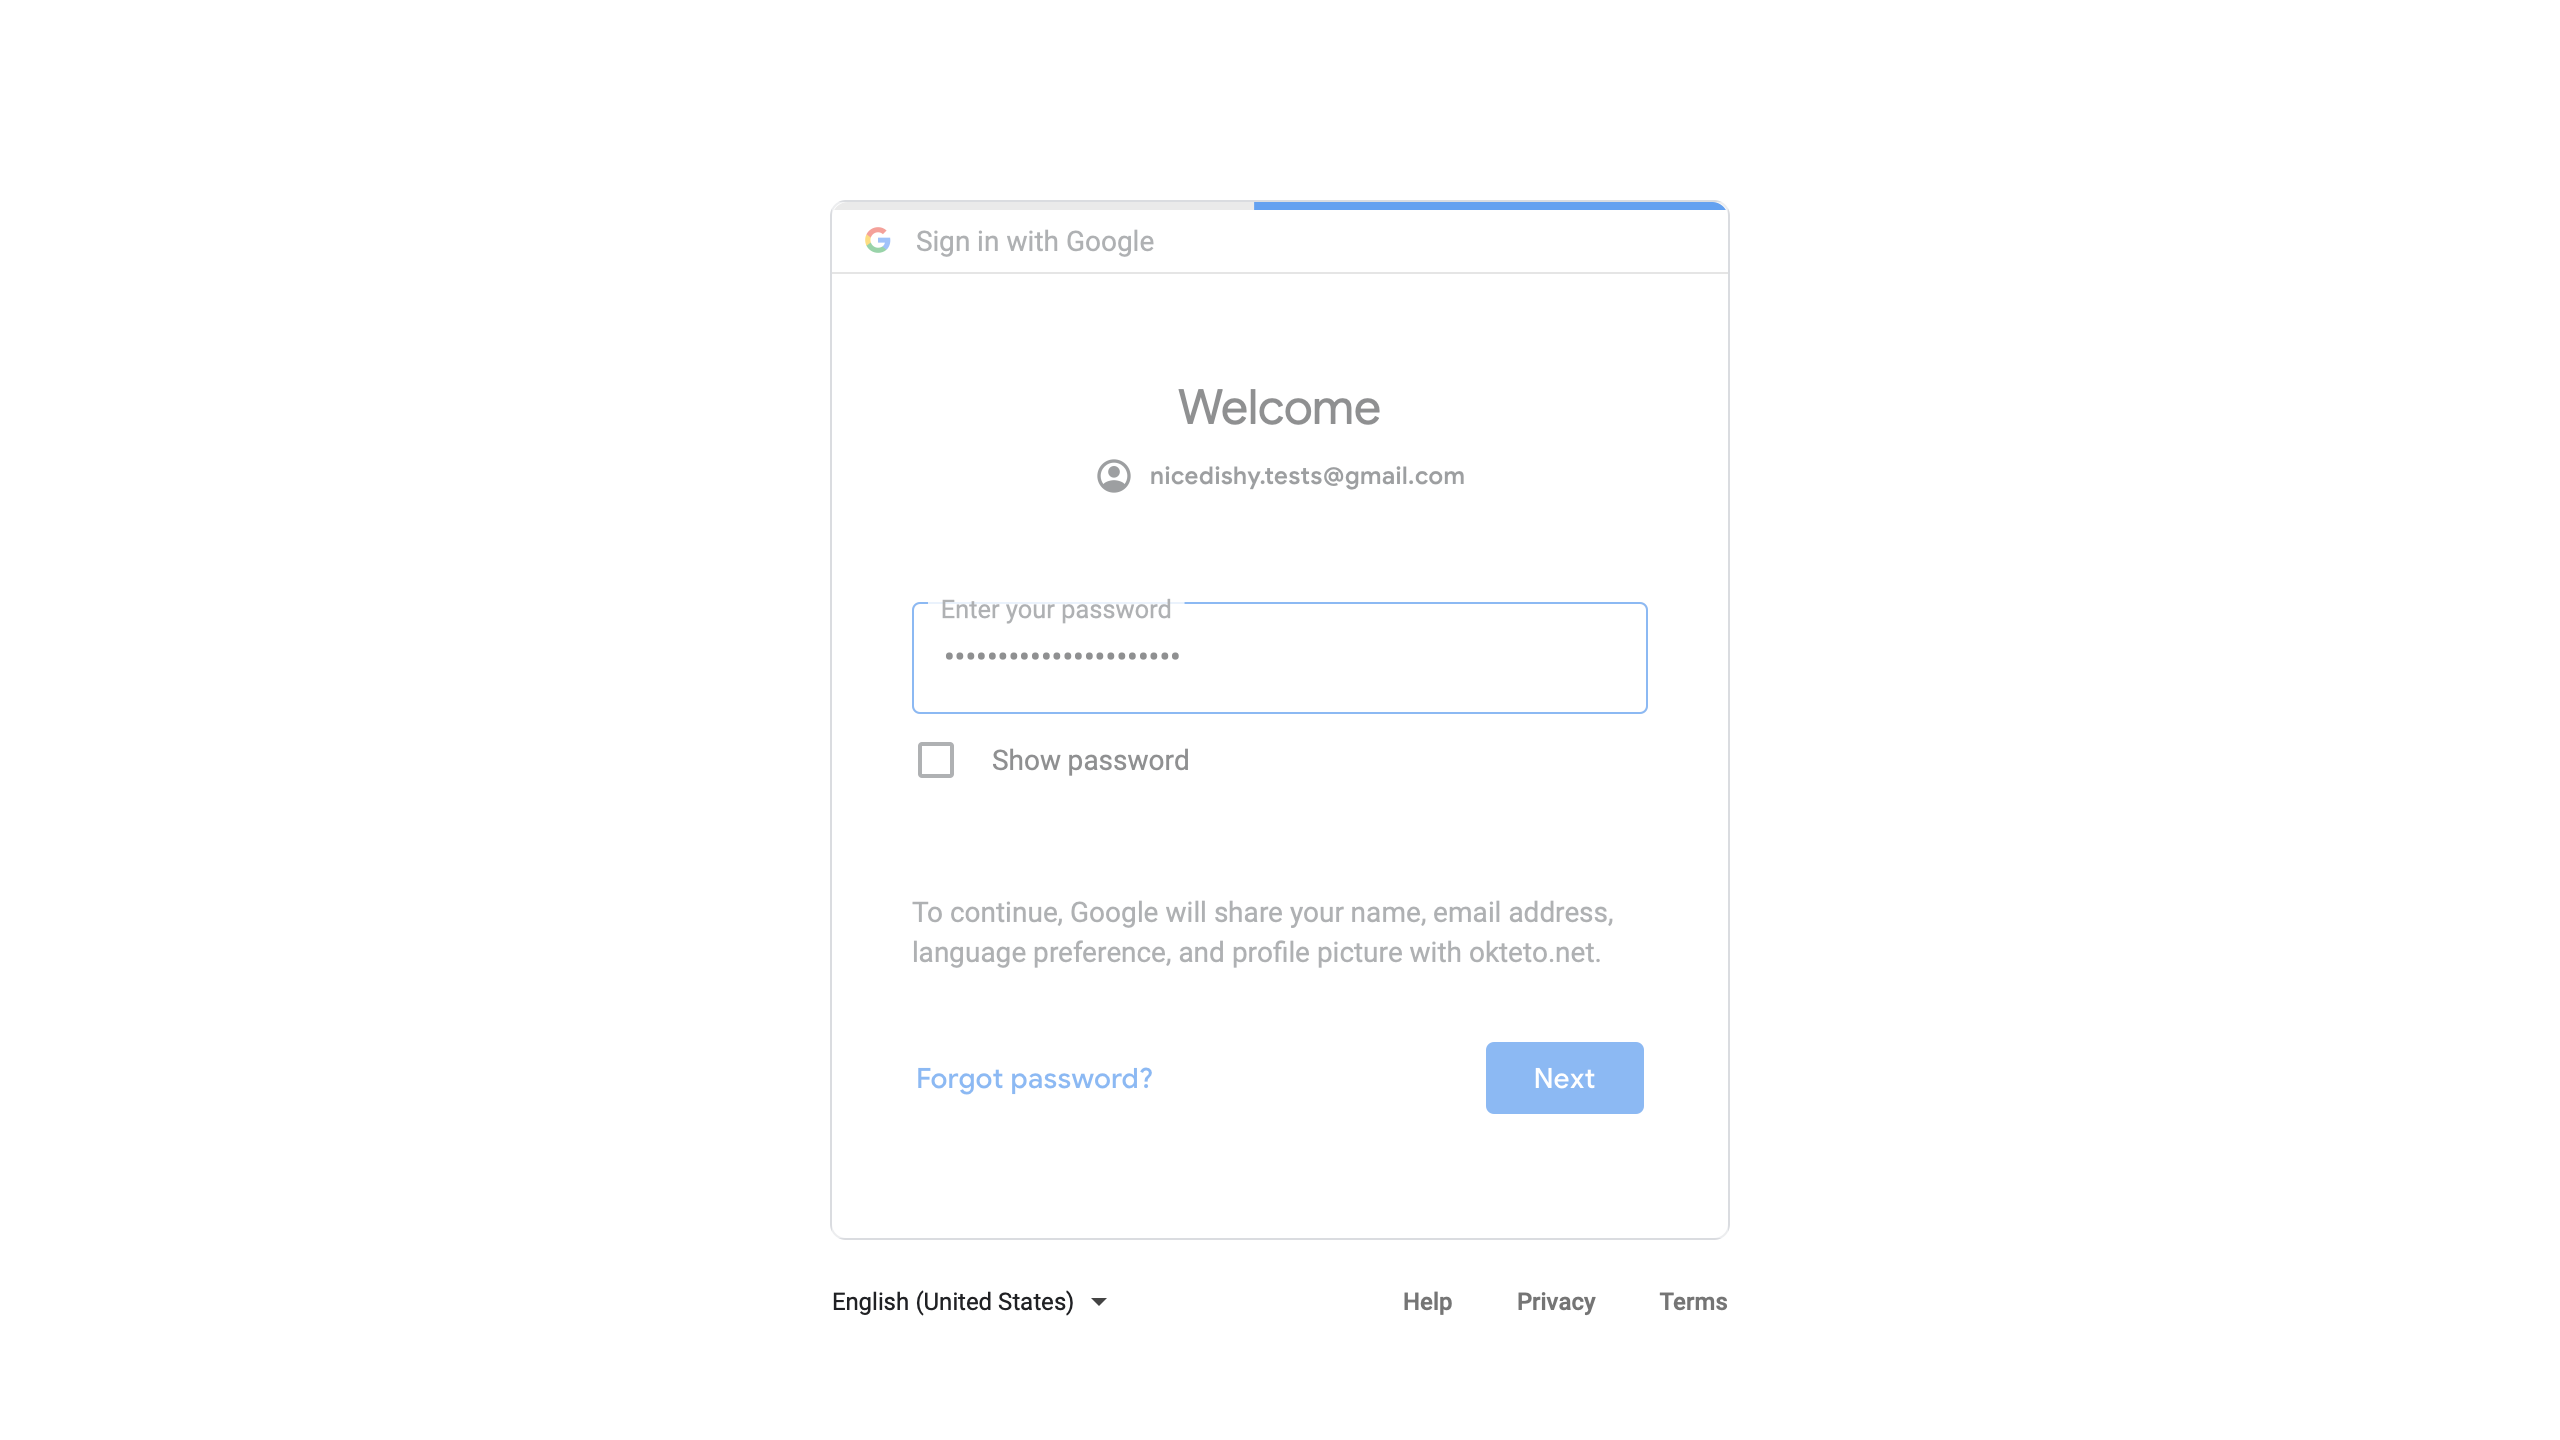 Sign in with Google
Welcome
nicedishy.tests@gmail.com
Enter your password
••••••••••••••••••••••
Show password
To continue, Google will share your name, email address,
language preference, and profile picture with okteto.net.
Forgot password?
Next
English (United States)
Help
Privacy
Terms